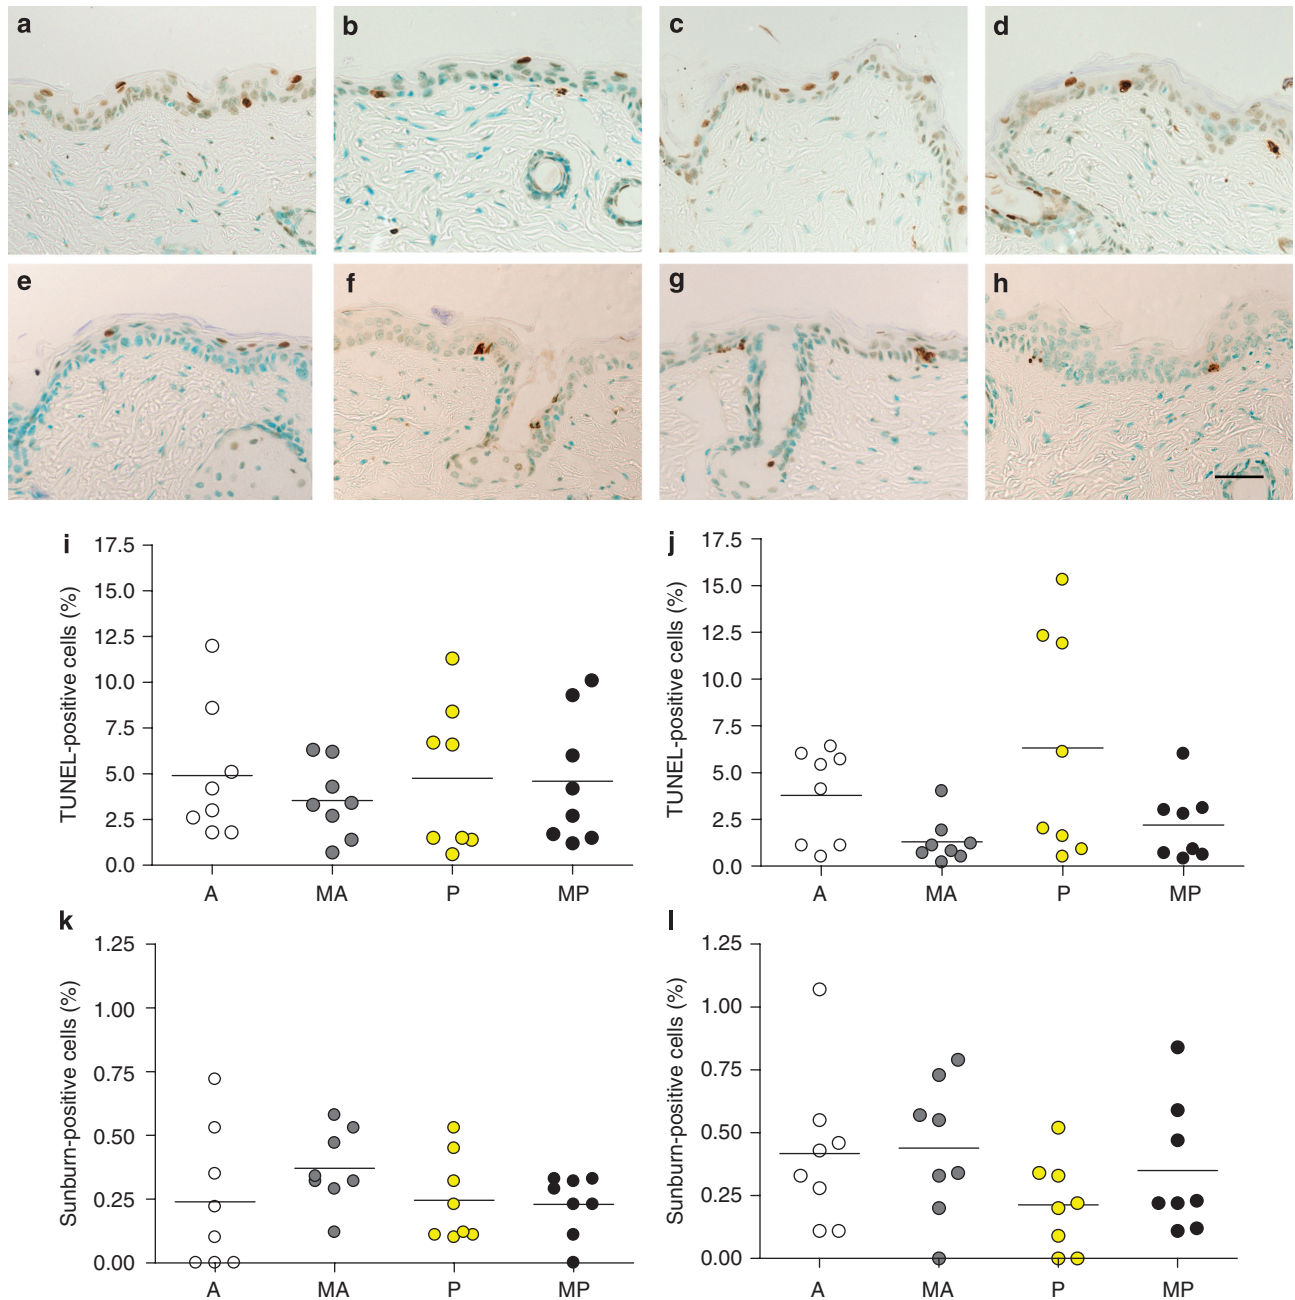 a b c d
e f g h
i
17.5
15.0
12.5
10.0
7.5
5.0
2.5
0.0
TUNEL-positive cells (%)
A MA P MP
j
17.5
15.0
12.5
10.0
7.5
5.0
2.5
0.0
TUNEL-positive cells (%)
A MA P MP
k
1.25
1.00
0.75
0.50
0.25
0.00
Sunburn-positive cells (%)
A MA P MP
l
1.25
1.00
0.75
0.50
0.25
0.00
Sunburn-positive cells (%)
A MA P MP